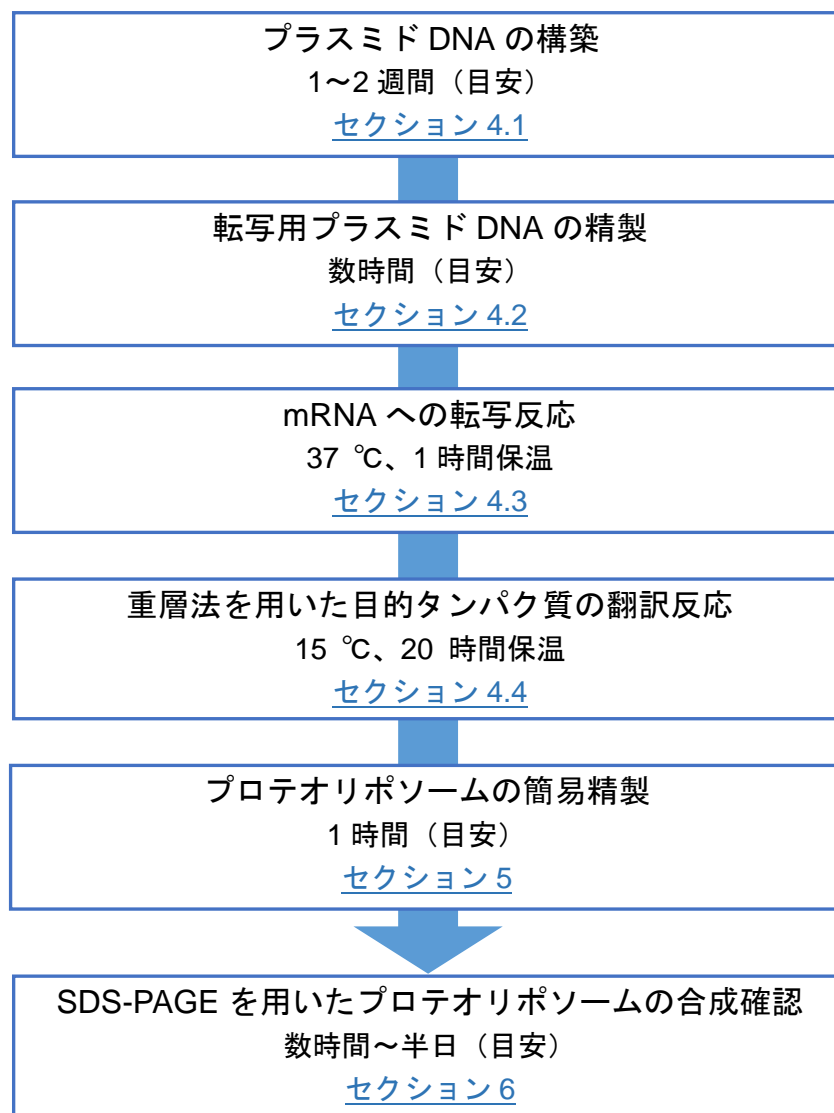 プラスミド DNA の構築
1～2 週間（目安）
セクション 4.1
転写用プラスミド DNA の精製
数時間（目安）
セクション 4.2
mRNA への転写反応
37 ℃、1 時間保温
セクション 4.3
重層法を用いた目的タンパク質の翻訳反応
15 ℃、20 時間保温
セクション 4.4
プロテオリポソームの簡易精製
1 時間（目安）
セクション 5
SDS-PAGE を用いたプロテオリポソームの合成確認
数時間～半日（目安）
セクション 6